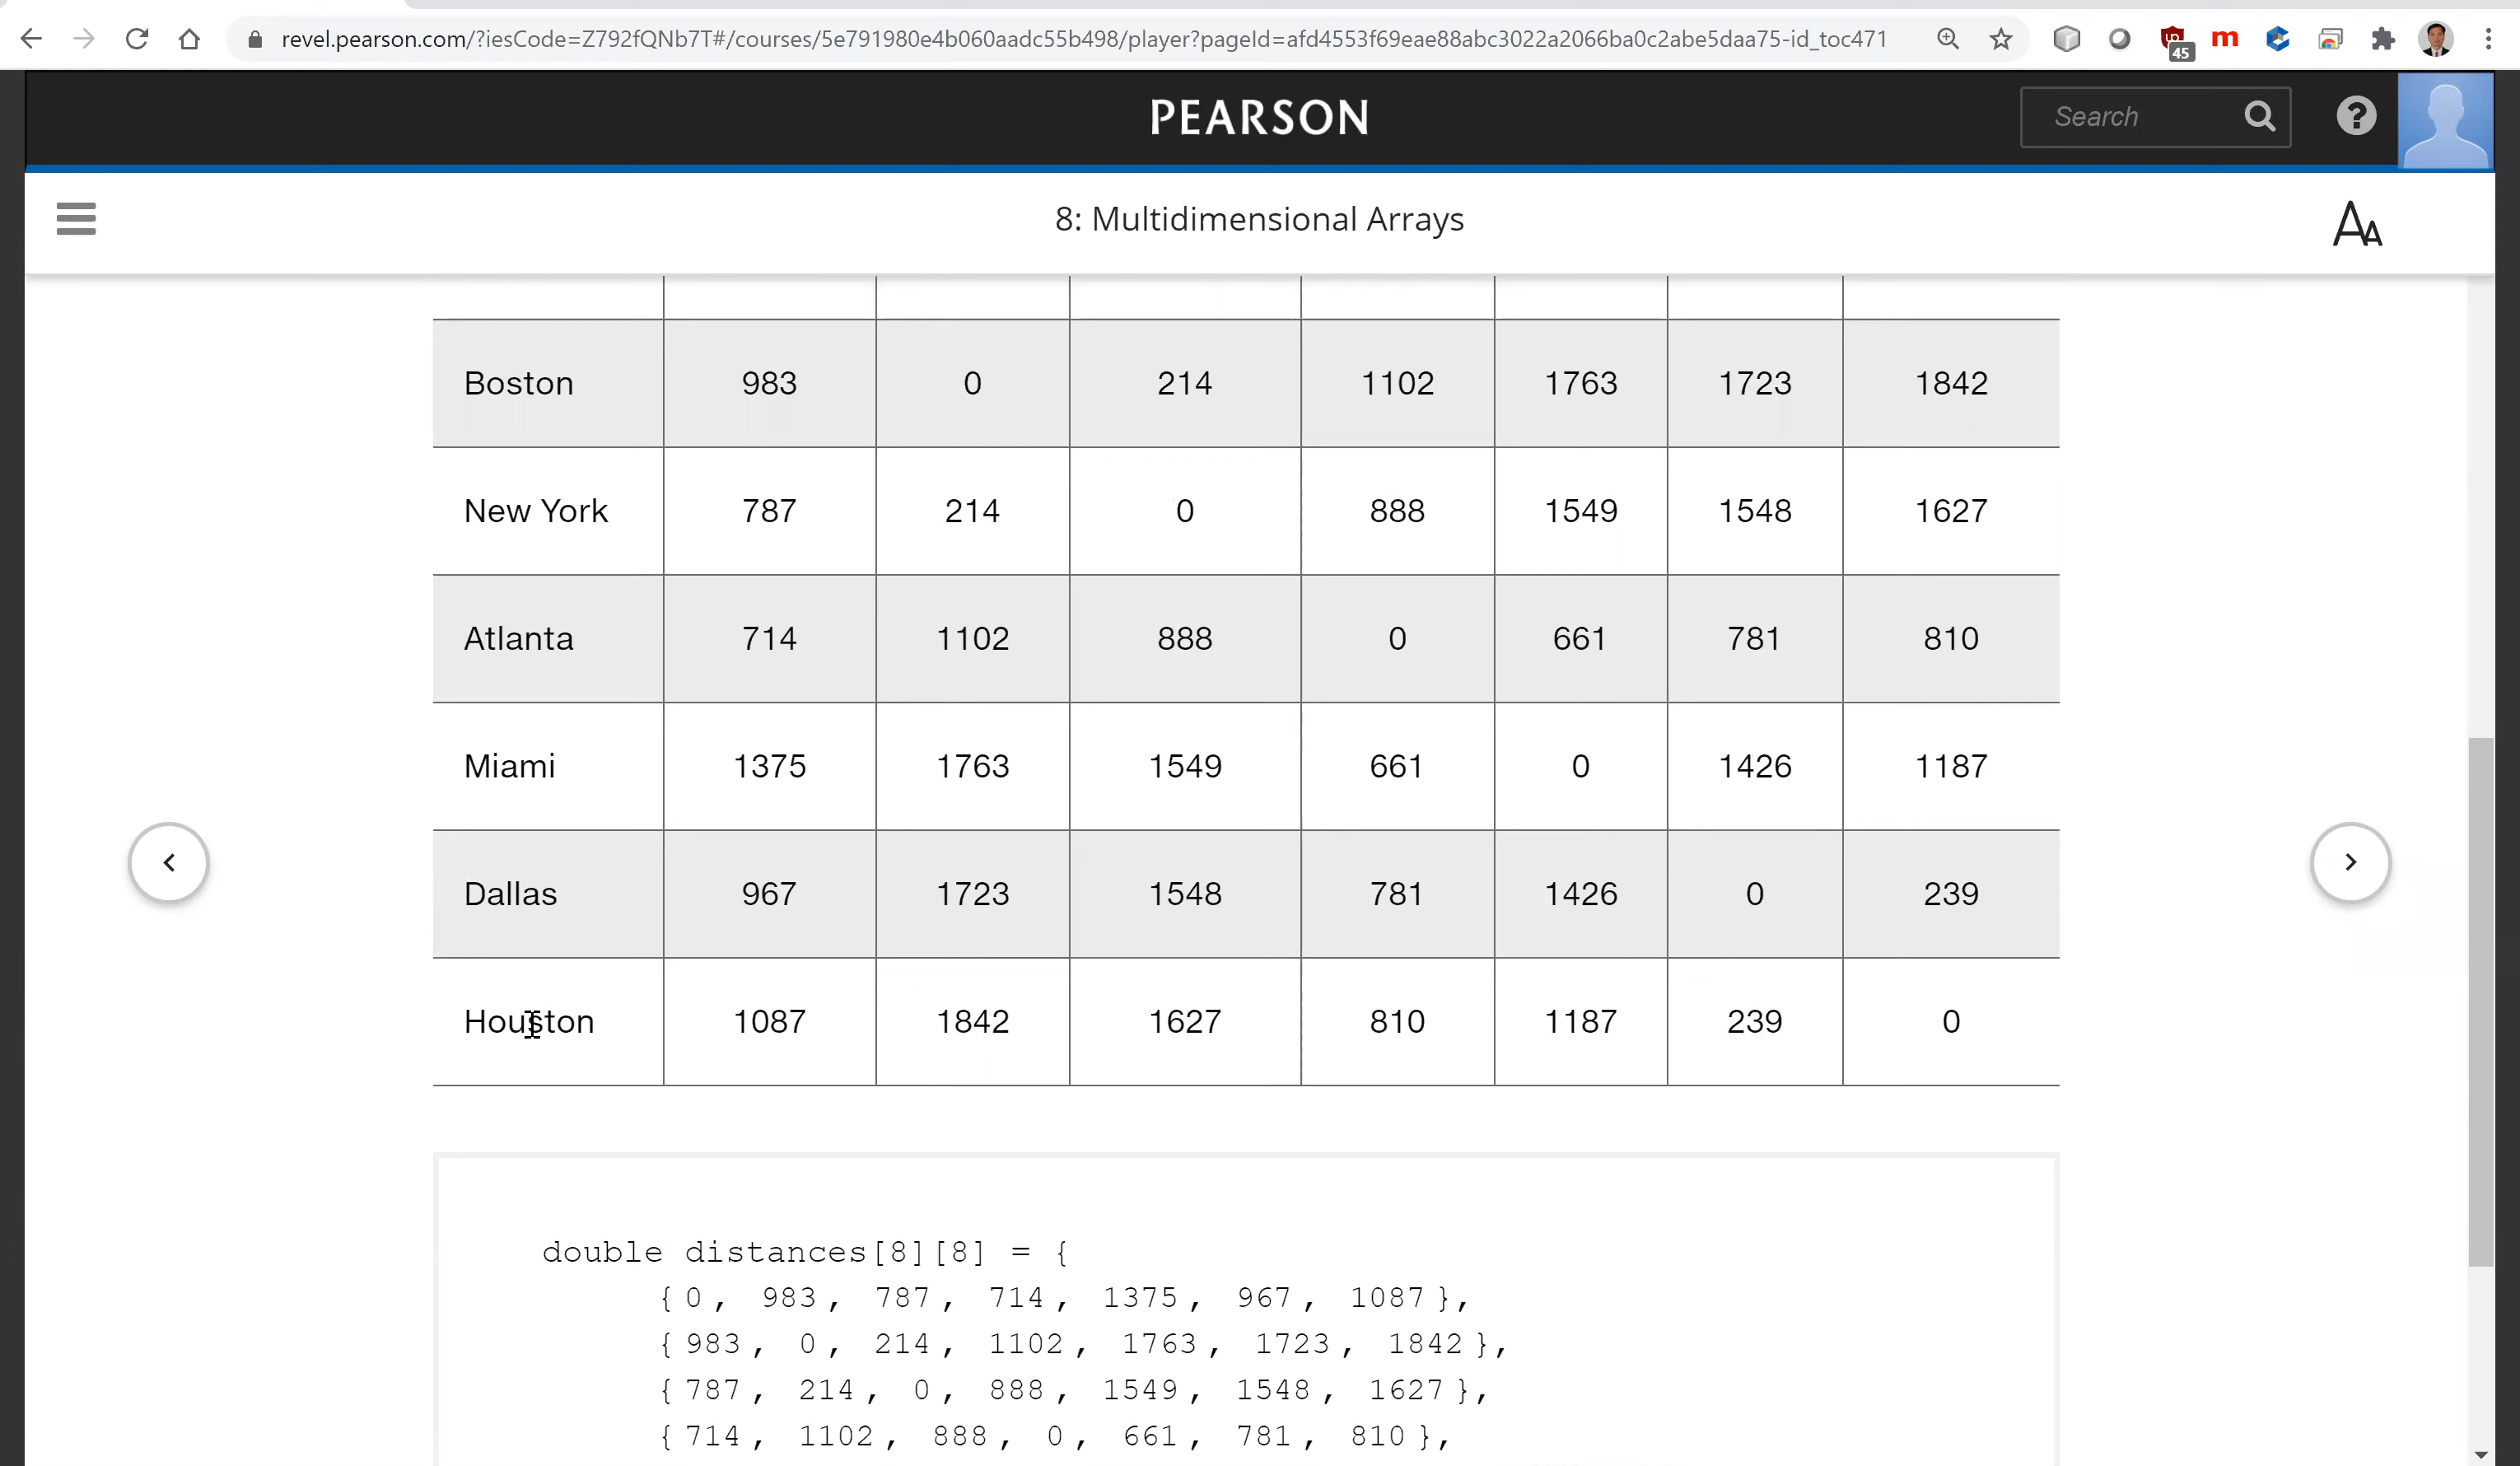 revel.pearson.com/?iesCode=Z792fQNb7T#/courses/5e791980e4b060aadc55b498/player?pageId=afd4553f69eae88abc3022a2066ba0c2abe5daa75-id_toc471
45
m
PEARSON
Search
?
8: Multidimensional Arrays
AA
Boston 983 0 214 1102 1763 1723 1842
New York 787 214 0 888 1549 1548 1627
Atlanta 714 1102 888 0 661 781 810
Miami 1375 1763 1549 661 0 1426 1187
Dallas 967 1723 1548 781 1426 0 239
Houston 1087 1842 1627 810 1187 239 0
double distances[8][8] = {
{0, 983, 787, 714, 1375, 967, 1087},
{983, 0, 214, 1102, 1763, 1723, 1842},
{787, 214, 0, 888, 1549, 1548, 1627},
{714, 1102, 888, 0, 661, 781, 810},